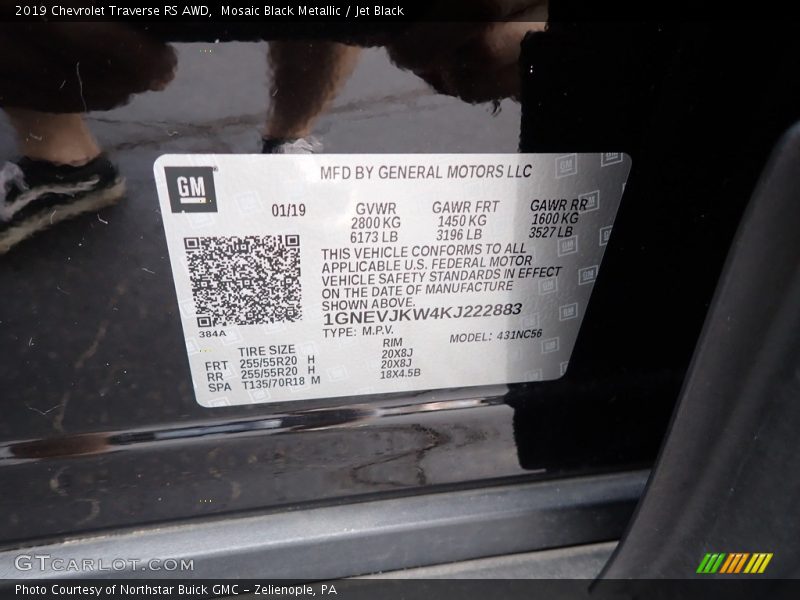 2019 Chevrolet Traverse RS AWD, Mosaic Black Metallic / Jet Black
MFD BY GENERAL MOTORS LLC
GM
01/19
GVWR GAWR FRT GAWR RR
2800 KG 1450 KG 1600 KG
6173 LB 3196 LB 3527 LB
THIS VEHICLE CONFORMS TO ALL
APPLICABLE U.S. FEDERAL MOTOR
VEHICLE SAFETY STANDARDS IN EFFECT
ON THE DATE OF MANUFACTURE
SHOWN ABOVE.
1GNEVJKW4KJ222883
384A
TYPE: M.P.V. MODEL: 431NC56
TIRE SIZE RIM
FRT 255/55R20 H 20X8J
RR 255/55R20 H 20X8J
SPA T135/70R18 M 18X4.5B
GTCARLOT.COM
Photo Courtesy of Northstar Buick GMC – Zelienople, PA